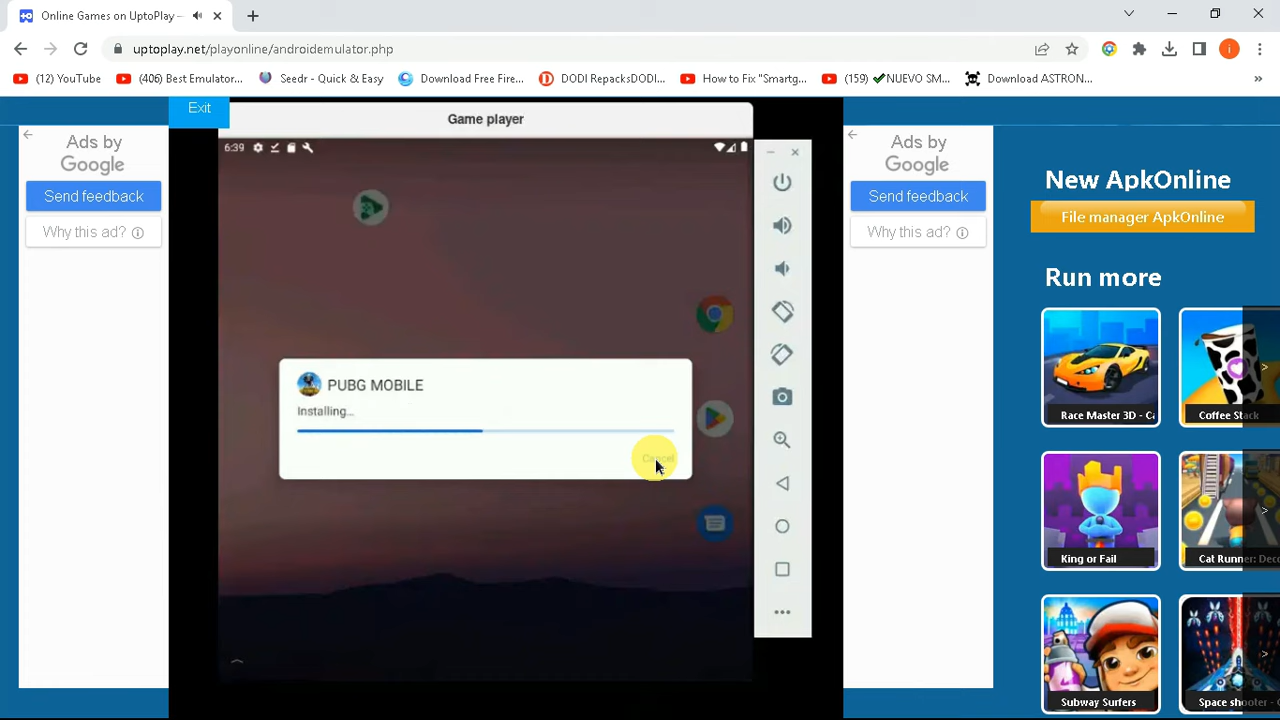 Online Games on UptoPlay –
uptoplay.net/playonline/androidemulator.php
(12) YouTube
(406) Best Emulator...
Seedr - Quick & Easy
Download Free Fire...
DODI RepacksDODI...
How to Fix "Smartg...
(159) ✔NUEVO SM...
Download ASTRON...
»
i
Exit
Game player
Ads by
Google
Send feedback
Why this ad?
6:39
PUBG MOBILE
Installing...
Cancel
Ads by
Google
Send feedback
Why this ad?
New ApkOnline
File manager ApkOnline
Run more
Race Master 3D - Ca
Coffee Stack
King or Fail
Cat Runner: Deco
Subway Surfers
Space shooter - G